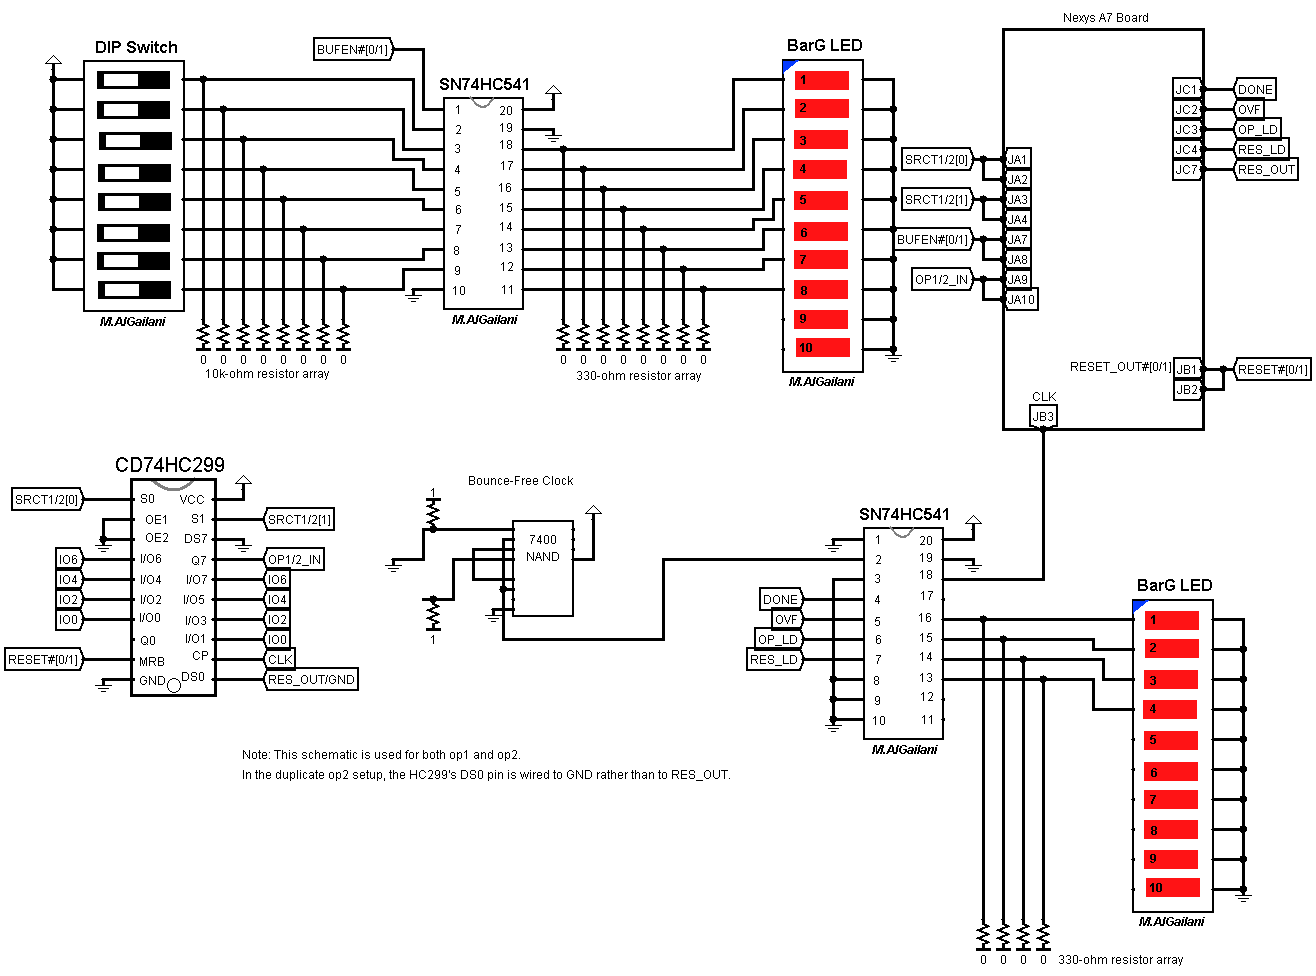 Nexys A7 Board
DIP Switch
BUFEN#[0/1]
SN74HC541
BarG LED
1 20
2 19
3 18
4 17
5 16
6 15
7 14
8 13
9 12
10 11
M.AlGailani
M.AlGailani
1
2
3
4
5
6
7
8
9
10
M.AlGailani
0 0 0 0 0 0 0 0
10k-ohm resistor array
0 0 0 0 0 0 0 0
330-ohm resistor array
SRCT1/2[0]
SRCT1/2[1]
BUFEN#[0/1]
OP1/2_IN
JA1
JA2
JA3
JA4
JA7
JA8
JA9
JA10
JC1 DONE
JC2 OVF
JC3 OP_LD
JC4 RES_LD
JC7 RES_OUT
RESET_OUT#[0/1] JB1 RESET#[0/1]
JB2
CLK
JB3
CD74HC299
SRCT1/2[0] S0 VCC
OE1 S1 SRCT1/2[1]
OE2 DS7
IO6 I/O6 Q7 OP1/2_IN
IO4 I/O4 I/O7 IO6
IO2 I/O2 I/O5 IO4
IO0 I/O0 I/O3 IO2
Q0 I/O1 IO0
RESET#[0/1] MRB CP CLK
GND DS0 RES_OUT/GND
Bounce-Free Clock
1
7400
NAND
1
SN74HC541
1 20
2 19
3 18
DONE 4 17
OVF 5 16
OP_LD 6 15
RES_LD 7 14
8 13
9 12
10 11
M.AlGailani
BarG LED
1
2
3
4
5
6
7
8
9
10
M.AlGailani
0 0 0 0 330-ohm resistor array
Note: This schematic is used for both op1 and op2.
In the duplicate op2 setup, the HC299's DS0 pin is wired to GND rather than to RES_OUT.